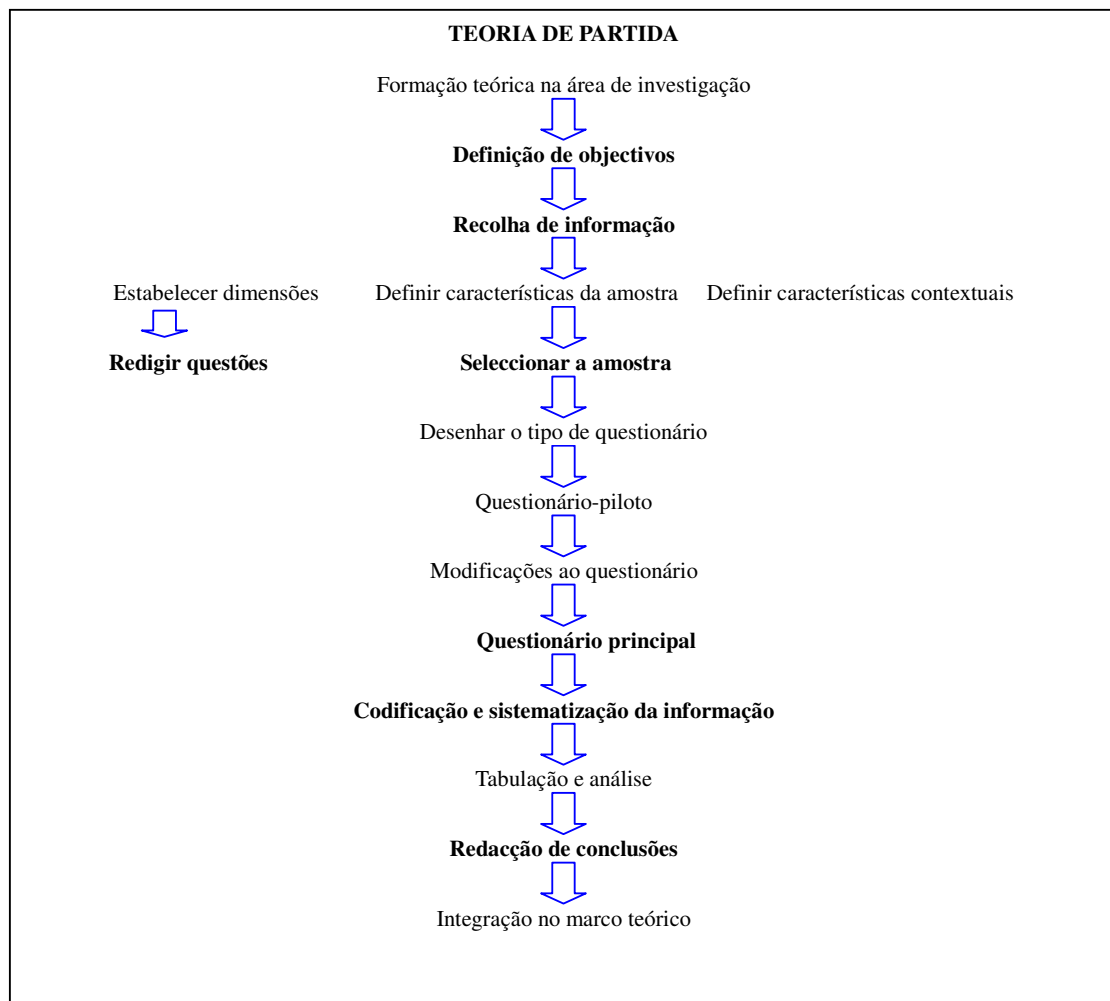 TEORIA DE PARTIDA
Formação teórica na área de investigação
Definição de objectivos
Recolha de informação
Estabelecer dimensões Definir características da amostra Definir características contextuais
Redigir questões Seleccionar a amostra
Desenhar o tipo de questionário
Questionário-piloto
Modificações ao questionário
Questionário principal
Codificação e sistematização da informação
Tabulação e análise
Redacção de conclusões
Integração no marco teórico